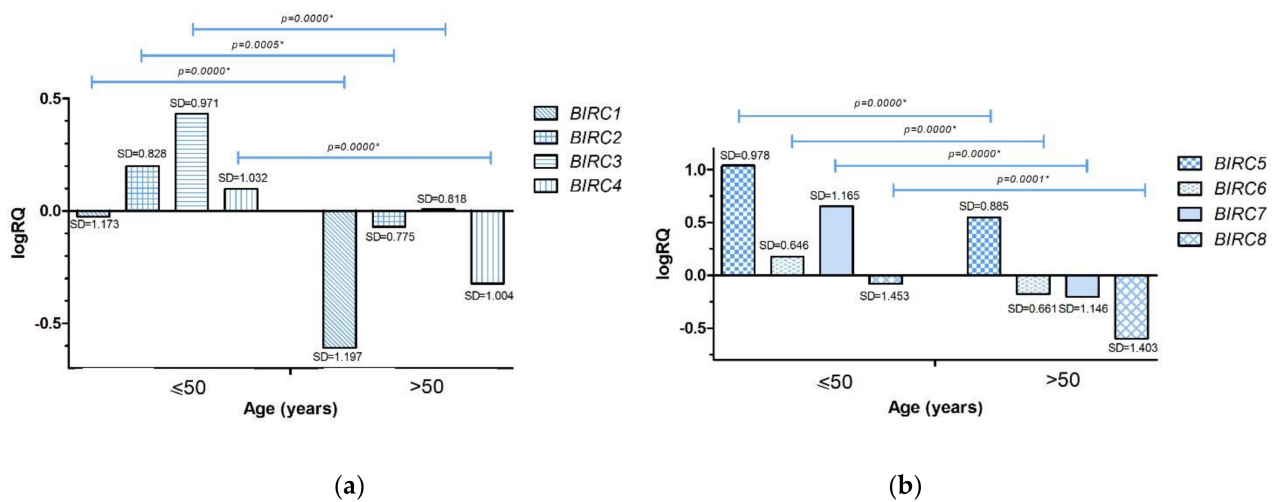 p=0.0000*
p=0.0005*
p=0.0000*
0.5
SD=0.971
BIRC1
BIRC2
BIRC3
BIRC4
SD=0.828
p=0.0000*
SD=1.032
logRQ
0.0
SD=1.173
SD=0.818
SD=0.775
-0.5
SD=1.004
SD=1.197
≤50
>50
Age (years)
(a)
p=0.0000*
p=0.0000*
p=0.0000*
p=0.0001*
BIRC5
BIRC6
BIRC7
BIRC8
SD=0.978
1.0
SD=1.165
SD=0.885
logRQ
0.5
SD=0.646
0.0
SD=1.453
SD=0.661
SD=1.146
-0.5
SD=1.403
≤50
>50
Age (years)
(b)